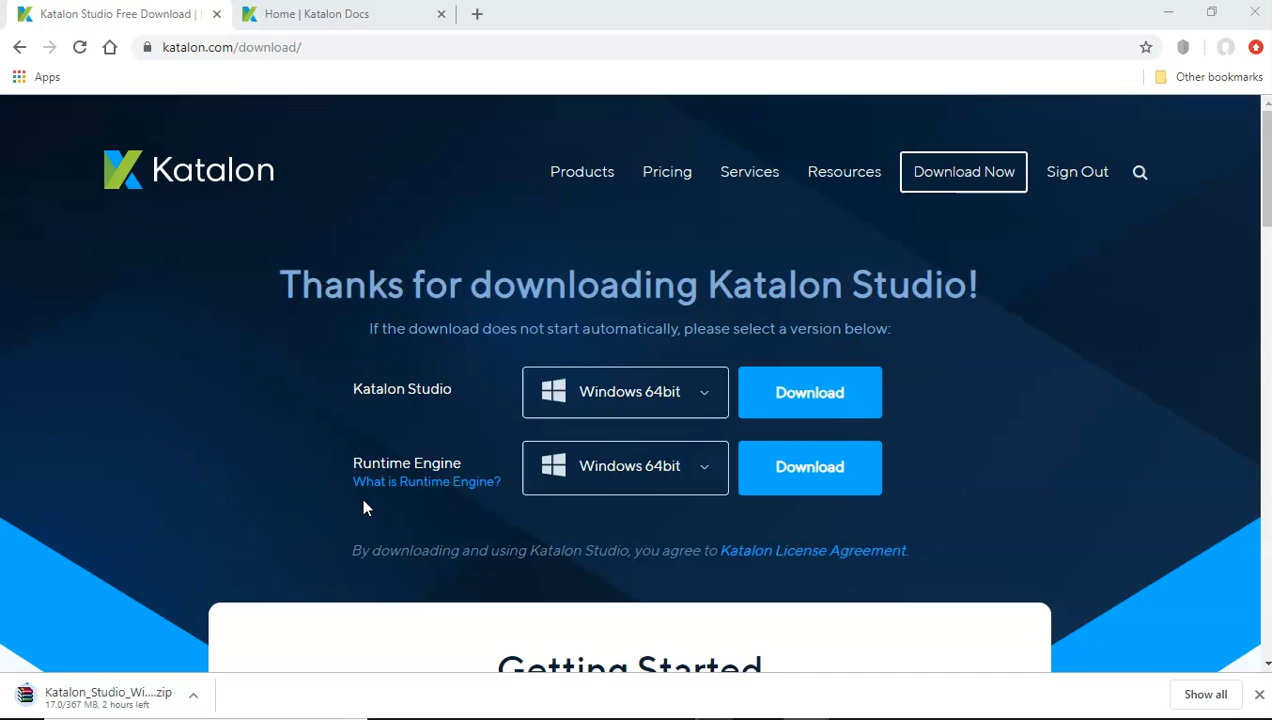 Katalon Studio Free Download |
Home | Katalon Docs
katalon.com/download/
Apps
Other bookmarks
Katalon
Products
Pricing
Services
Resources
Download Now
Sign Out
Thanks for downloading Katalon Studio!
If the download does not start automatically, please select a version below:
Katalon Studio
Windows 64bit
Download
Runtime Engine
What is Runtime Engine?
Windows 64bit
Download
By downloading and using Katalon Studio, you agree to Katalon License Agreement.
Getting Started
Katalon_Studio_Wi....zip
17.0/367 MB, 2 hours left
Show all